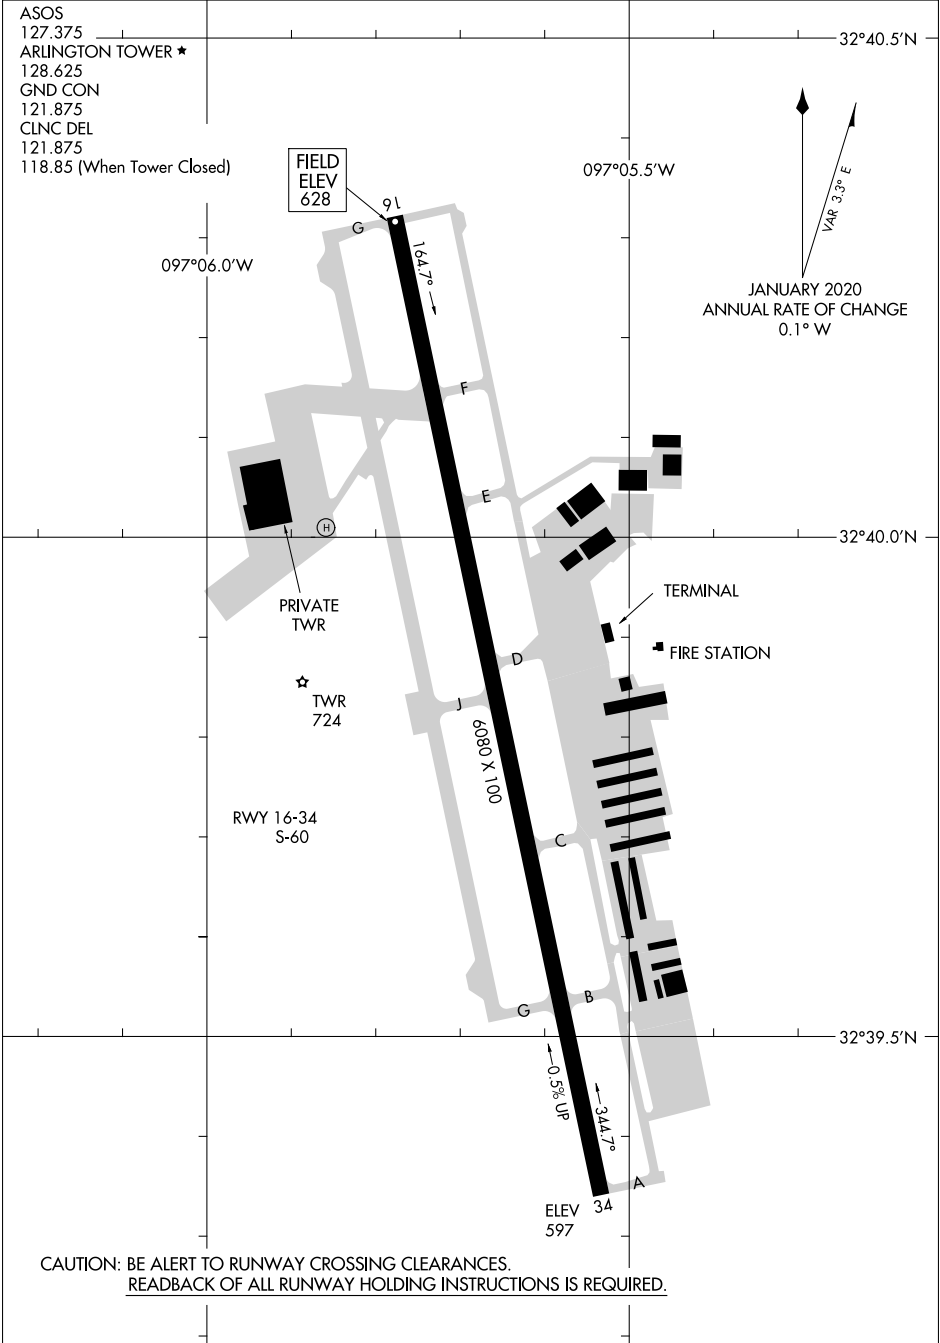 ASOS
127.375
ARLINGTON TOWER ★
128.625
GND CON
121.875
CLNC DEL
121.875
118.85 (When Tower Closed)
32°40.5'N
FIELD
ELEV
628
097°05.5'W
VAR 3.3° E
16
G
164.7°
097°06.0'W
JANUARY 2020
ANNUAL RATE OF CHANGE
0.1° W
F
E
H
32°40.0'N
PRIVATE
TWR
TERMINAL
D
FIRE STATION
TWR
724
J
6080 X 100
RWY 16-34
S-60
C
G
B
32°39.5'N
0.5% UP
344.7°
A
34
ELEV
597
CAUTION: BE ALERT TO RUNWAY CROSSING CLEARANCES.
READBACK OF ALL RUNWAY HOLDING INSTRUCTIONS IS REQUIRED.